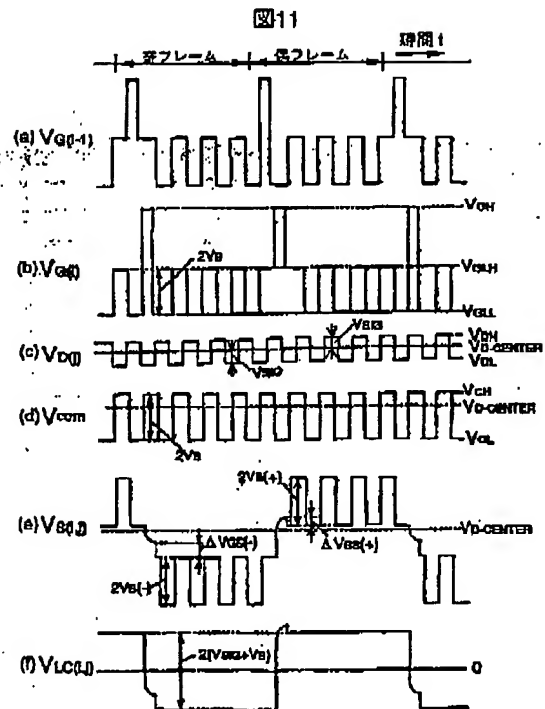 図11
奇フレーム 偶フレーム 時間 t
(a) VG(i-1)
VGH
2VB
VGLH
(b) VG(i)
VGLL
VSIG
VDH
(c) VD(j)
VD-CENTER
VDL
VSIG
VCH
(d) VCOM
VD-CENTER
VCL
2VB
2VB(+)
(e) VS(i,j)
VD-CENTER
ΔVGS(-)
ΔVGS(+)
2VB(-)
(f) VLC(i,j)
2(VSIG+VB)
0